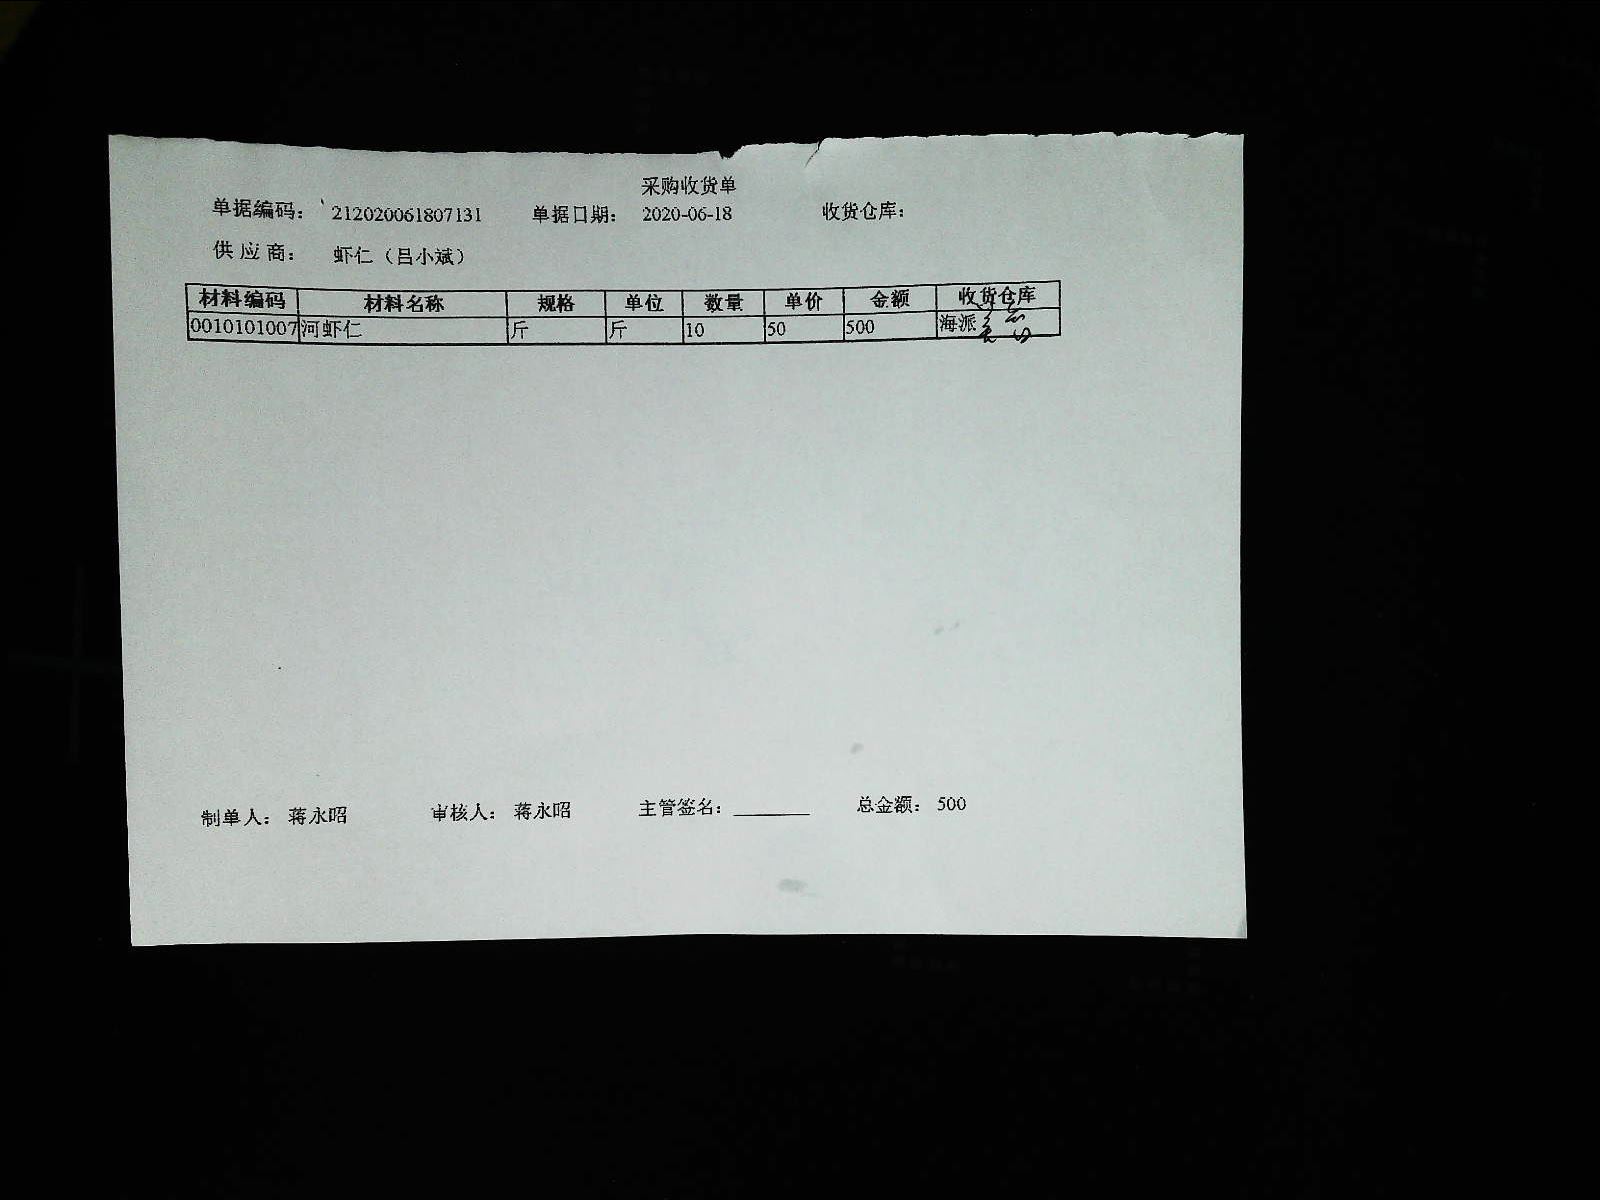 采购收货单
单据编码： 212020061807131 单据日期： 2020-06-18 收货仓库：
供 应 商： 虾仁（吕小斌）
材料编码 材料名称 规格 单位 数量 单价 金额 收货仓库
0010101007 河虾仁 斤 斤 10 50 500 海派
制单人： 蒋永昭 审核人： 蒋永昭 主管签名：________ 总金额： 500